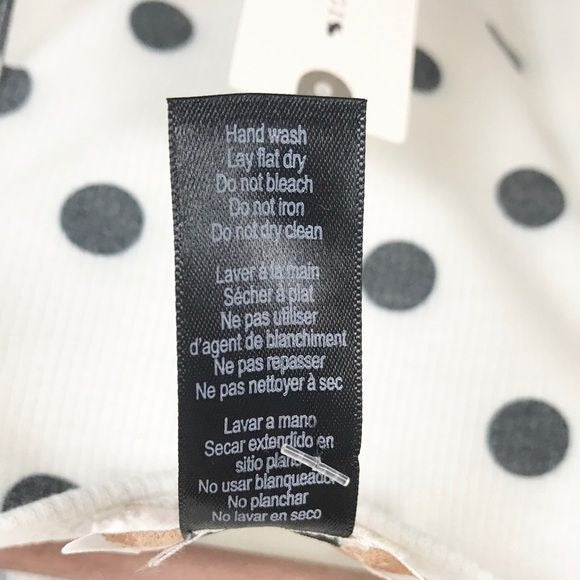 Hand wash
Lay flat dry
Do not bleach
Do not iron
Do not dry clean
Laver à la main
Sécher à plat
Ne pas utiliser
d'agent de blanchiment
Ne pas repasser
Ne pas nettoyer à sec
Lavar a mano
Secar extendido en
sitio
No usar blanqueador
No planchar
No lavar en seco